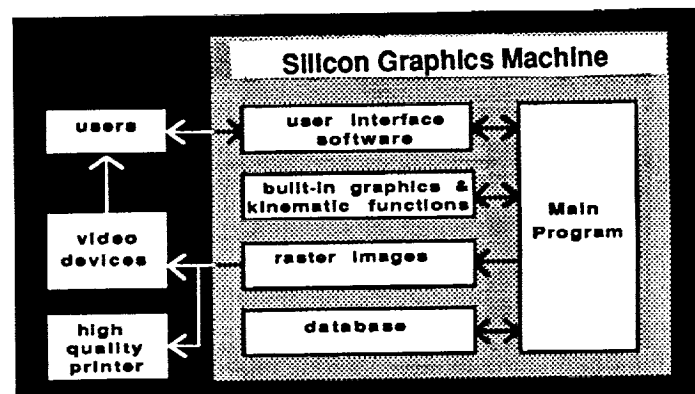 Silicon Graphics Machine
users
user interface
software
built-in graphics &
kinematic functions
Main
Program
video
devices
raster images
high
quality
printer
database